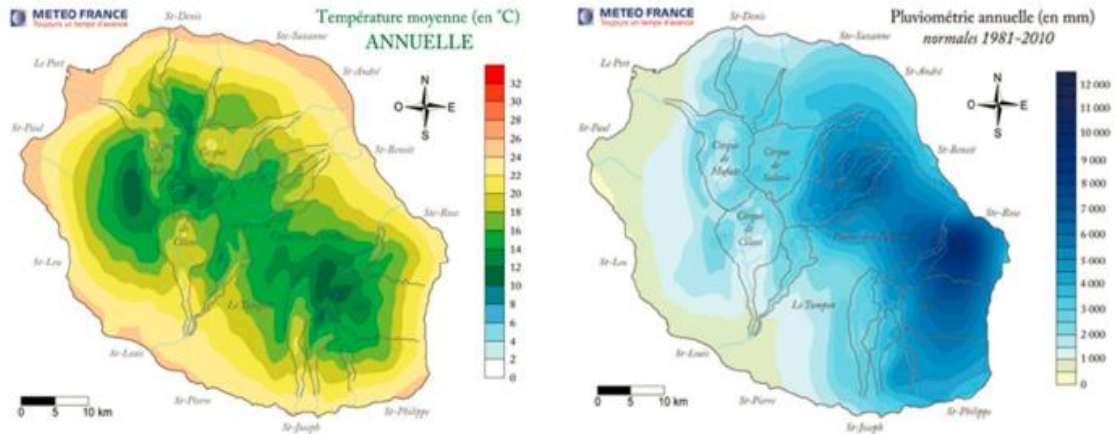 METEO FRANCE
Toujours un temps d'avance
Température moyenne (en °C)
ANNUELLE
St-Denis
Ste-Suzanne
Le Port
St-André
St-Paul
St-Benoît
Ste-Rose
Cirque
de
Cilaos
St-Leu
Le Tampon
St-Louis
St-Pierre
St-Philippe
St-Joseph
N
O
E
S
32
30
28
26
24
22
20
18
16
14
12
10
8
6
4
2
0
0 5 10 km
METEO FRANCE
Toujours un temps d'avance
Pluviométrie annuelle (en mm)
normales 1981-2010
St-Denis
Ste-Suzanne
Le Port
St-André
St-Paul
St-Benoît
Ste-Rose
Cirque
de
Mafate
Cirque
de
Salazie
Cirque
de
Cilaos
St-Leu
Le Tampon
St-Louis
St-Pierre
St-Philippe
St-Joseph
N
O
E
S
12 000
11 000
10 000
9 000
8 000
7 000
6 000
5 000
4 000
3 000
2 000
1 000
0
0 5 10 km